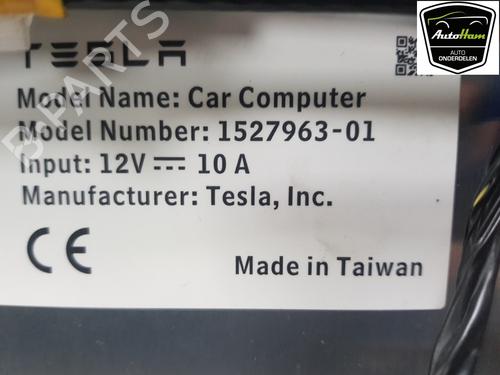 TESLA
AutoHam
AUTO
ONDERDELEN
B-PARTS
Model Name: Car Computer
Model Number: 1527963-01
Input: 12V 10 A
Manufacturer: Tesla, Inc.
CE
Made in Taiwan